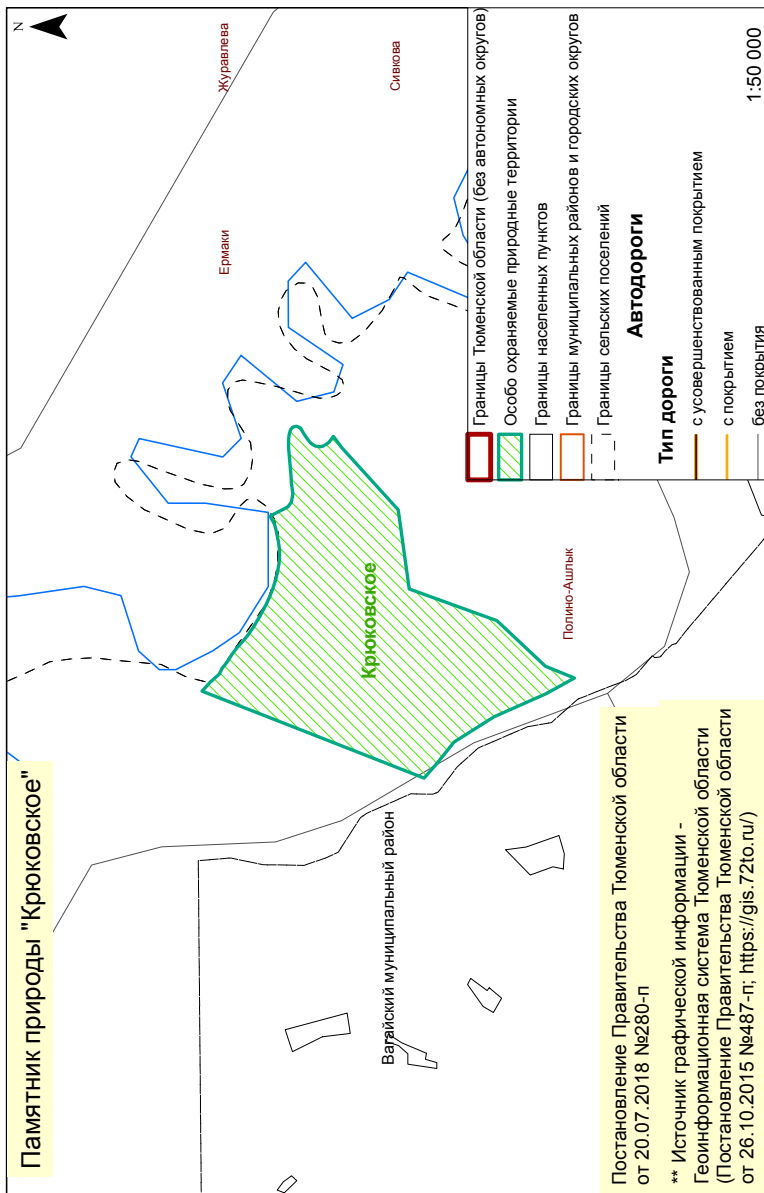 Памятник природы "Крюковское"
N
Журавлева
Сивкова
Ермаки
Крюковское
Полино-Ашлык
Вагайский муниципальный район
Границы Тюменской области (без автономных округов)
Особо охраняемые природные территории
Границы населенных пунктов
Границы муниципальных районов и городских округов
Границы сельских поселений
Автодороги
Тип дороги
с усовершенствованным покрытием
с покрытием
без покрытия
1:50 000
Постановление Правительства Тюменской области
от 20.07.2018 №280-п
** Источник графической информации -
Геоинформационная система Тюменской области
(Постановление Правительства Тюменской области
от 26.10.2015 №487-п; https://gis.72to.ru/)